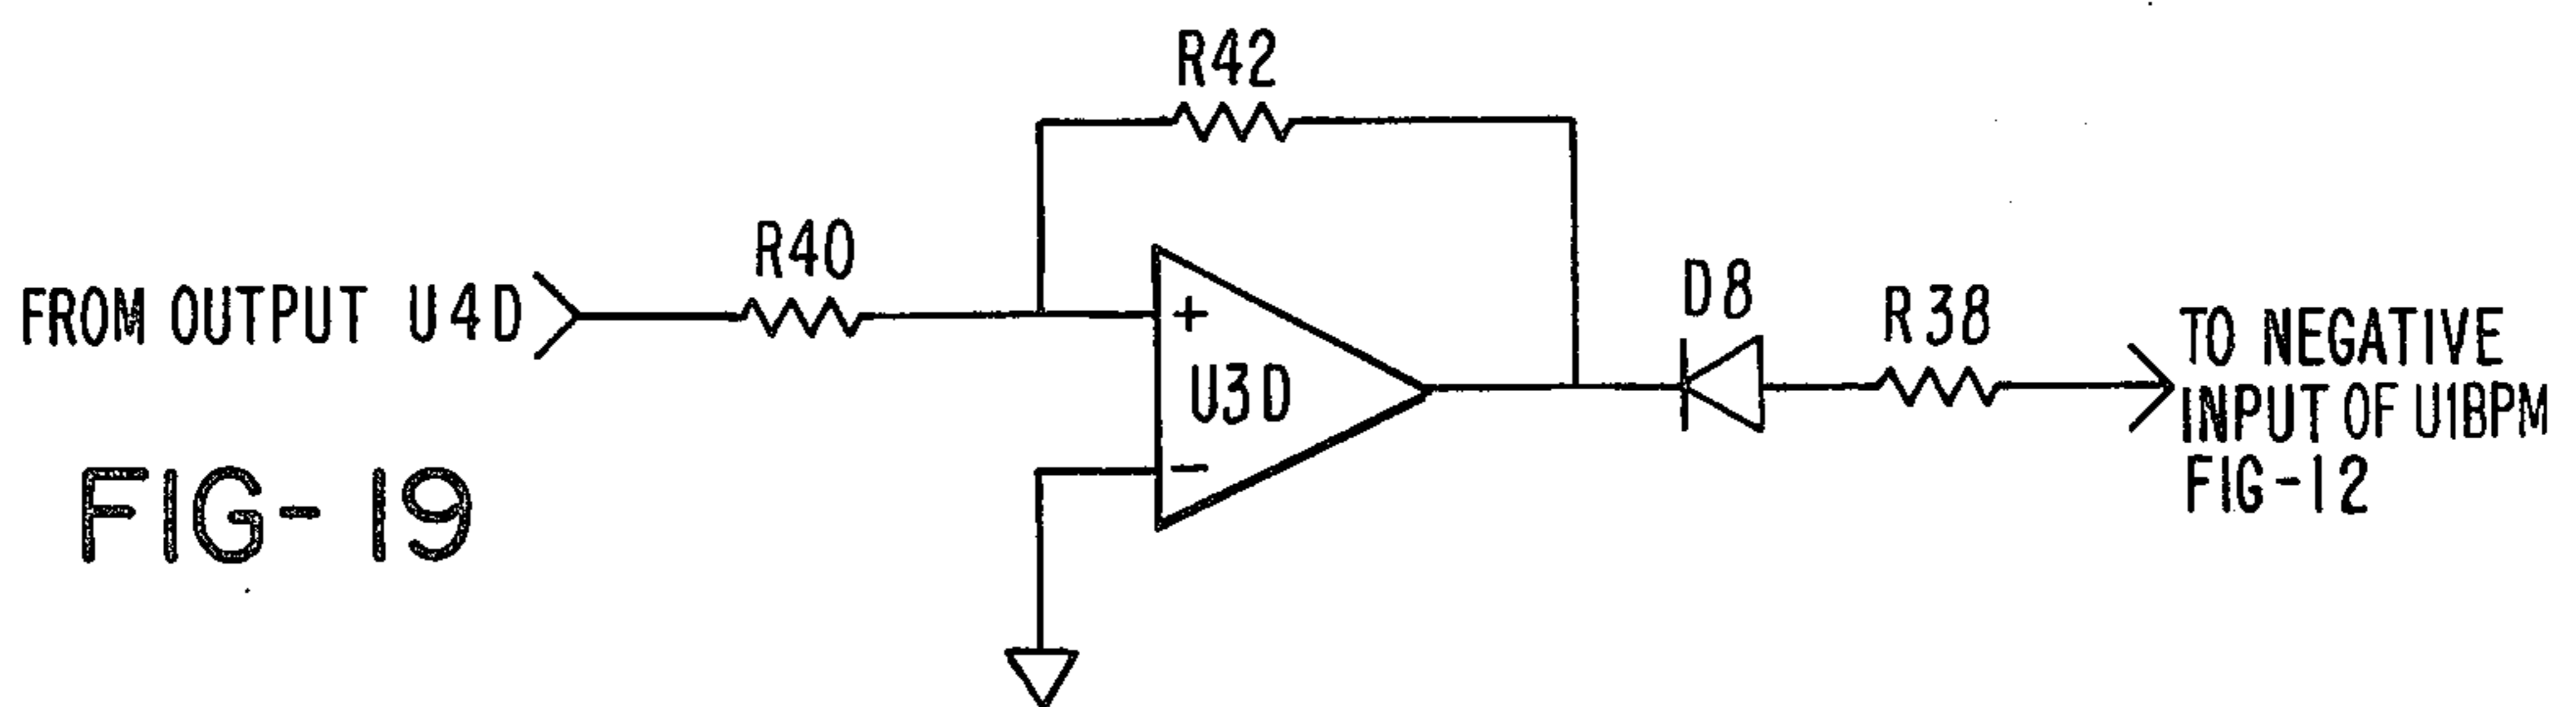 R42
R40
FROM OUTPUT U4D
+
U3D
-
D8
R38
TO NEGATIVE
INPUT OF U1BPM
FIG-12
FIG-19